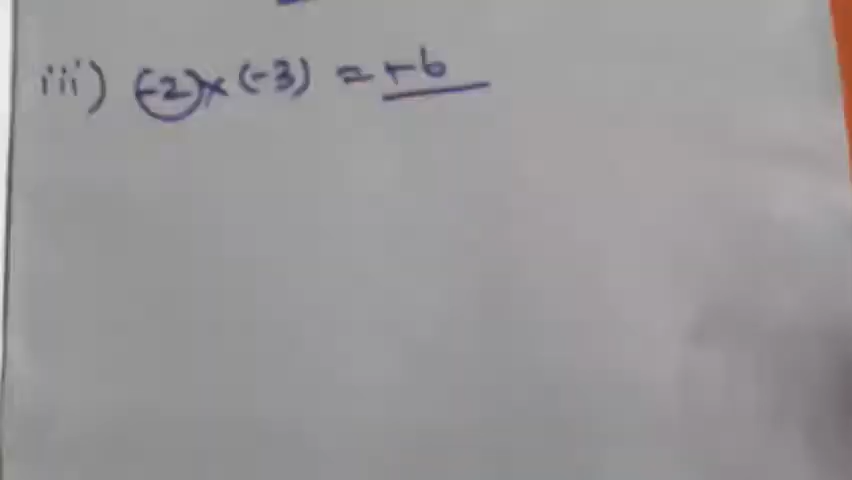 iii) (-2) × (-3) = +6